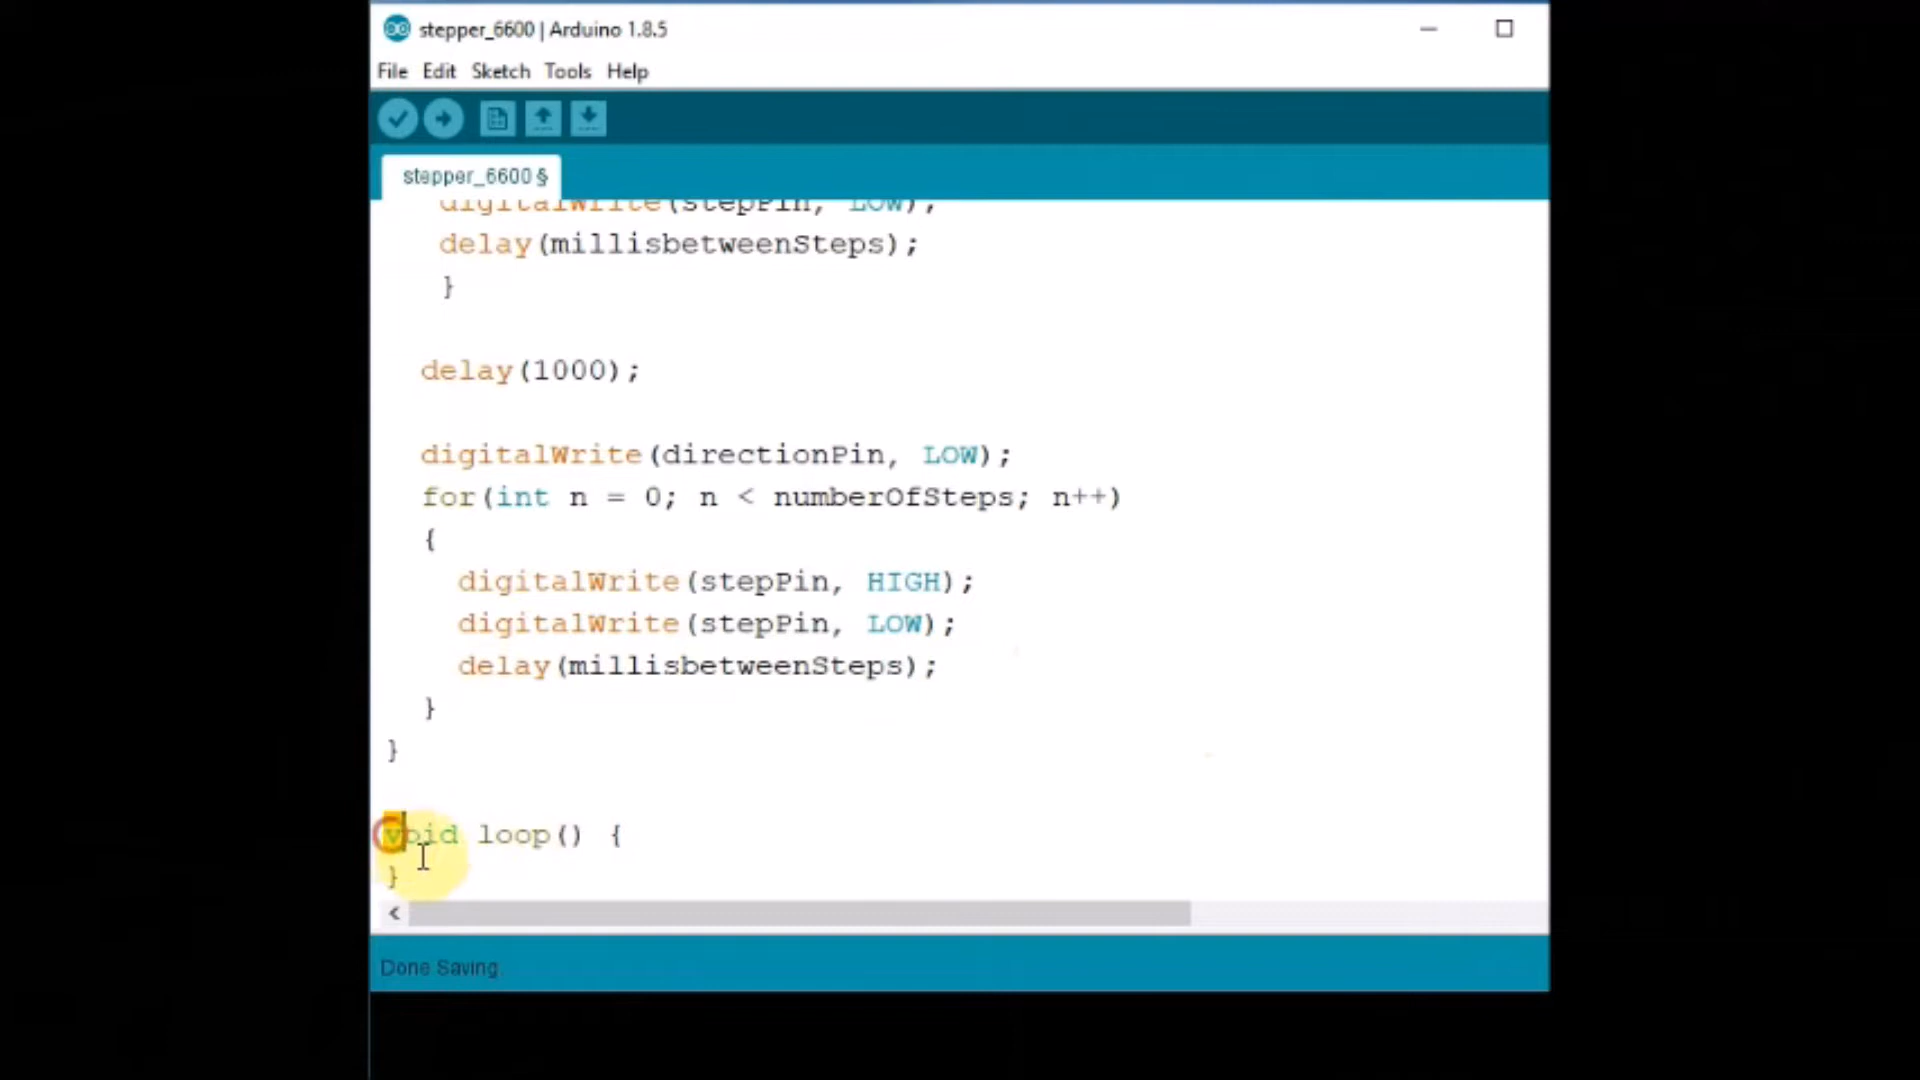 stepper_6600 | Arduino 1.8.5
File Edit Sketch Tools Help
stepper_6600 §
digitalWrite(stepPin, LOW);
delay(millisbetweenSteps);
}
delay(1000);
digitalWrite(directionPin, LOW);
for(int n = 0; n < numberOfSteps; n++)
{
digitalWrite(stepPin, HIGH);
digitalWrite(stepPin, LOW);
delay(millisbetweenSteps);
}
}
void loop() {
}
Done Saving.